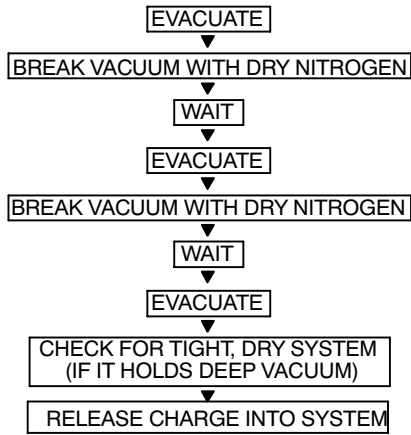 EVACUATE
BREAK VACUUM WITH DRY NITROGEN
WAIT
EVACUATE
BREAK VACUUM WITH DRY NITROGEN
WAIT
EVACUATE
CHECK FOR TIGHT, DRY SYSTEM
(IF IT HOLDS DEEP VACUUM)
RELEASE CHARGE INTO SYSTEM